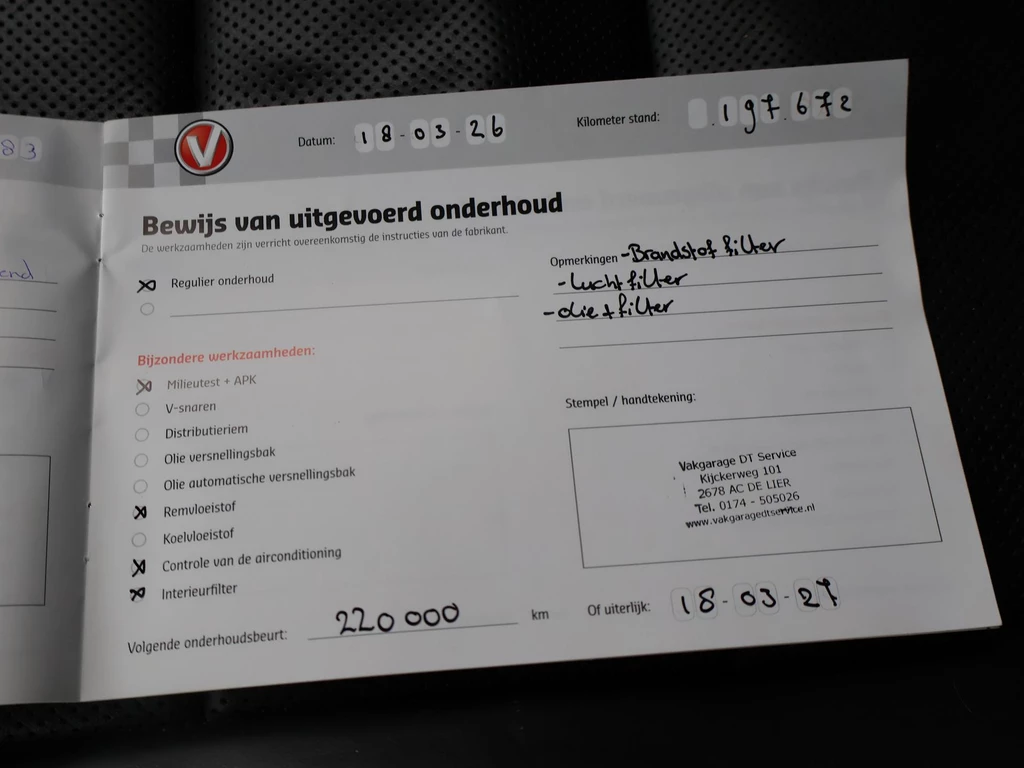 83
end
V
Datum: 18-03-26
Kilometer stand: .197.672
Bewijs van uitgevoerd onderhoud
De werkzaamheden zijn verricht overeenkomstig de instructies van de fabrikant.
Regulier onderhoud
Bijzondere werkzaamheden:
Milieutest + APK
V-snaren
Distributieriem
Olie versnellingsbak
Olie automatische versnellingsbak
Remvloeistof
Koelvloeistof
Controle van de airconditioning
Interieurfilter
Volgende onderhoudsbeurt: 220 000 km
Opmerkingen -Brandstof filter
-lucht filter
-olie + filter
Stempel / handtekening:
Vakgarage DT Service
Kijckerweg 101
2678 AC DE LIER
Tel. 0174 - 505026
www.vakgaragedtservice.nl
Of uiterlijk: 18-03-27